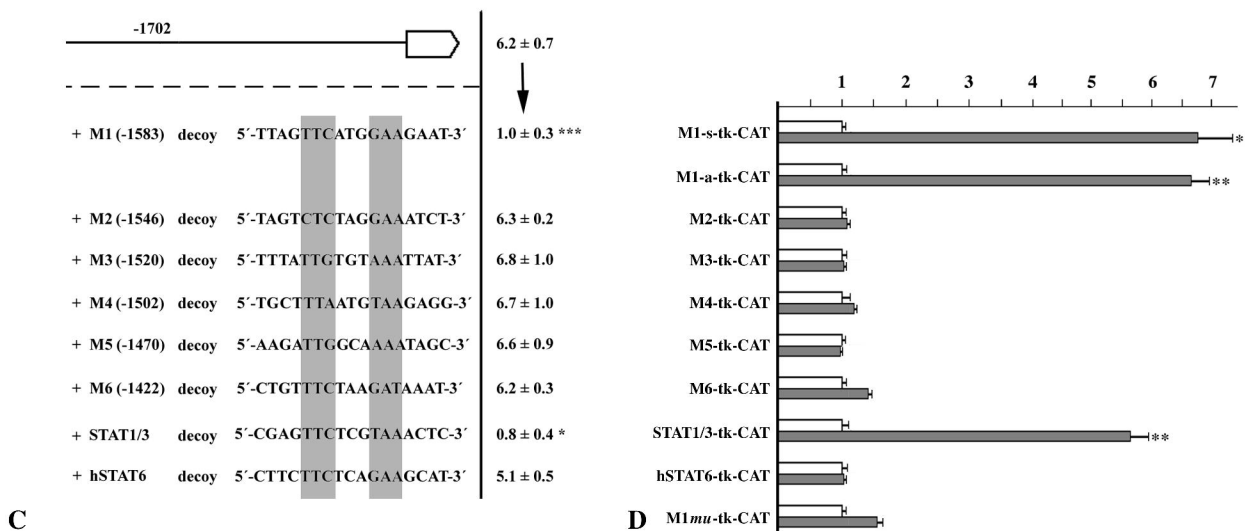 -1702
6.2 ± 0.7
+ M1 (-1583) decoy 5´-TTAGTTCATGGAAGAAT-3´ 1.0 ± 0.3 ***
+ M2 (-1546) decoy 5´-TAGTCTCTAGGAAATCT-3´ 6.3 ± 0.2
+ M3 (-1520) decoy 5´-TTTATTGTGTAAATTAT-3´ 6.8 ± 1.0
+ M4 (-1502) decoy 5´-TGCTTTAATGTAAGAGG-3´ 6.7 ± 1.0
+ M5 (-1470) decoy 5´-AAGATTGGCAAAATAGC-3´ 6.6 ± 0.9
+ M6 (-1422) decoy 5´-CTGTTTCTAAGATAAAT-3´ 6.2 ± 0.3
+ STAT1/3 decoy 5´-CGAGTTCTCGTAAACTC-3´ 0.8 ± 0.4 *
+ hSTAT6 decoy 5´-CTTCTTCTCAGAAGCAT-3´ 5.1 ± 0.5
C
1 2 3 4 5 6 7
M1-s-tk-CAT *
M1-a-tk-CAT **
M2-tk-CAT
M3-tk-CAT
M4-tk-CAT
M5-tk-CAT
M6-tk-CAT
STAT1/3-tk-CAT **
hSTAT6-tk-CAT
M1mu-tk-CAT
D